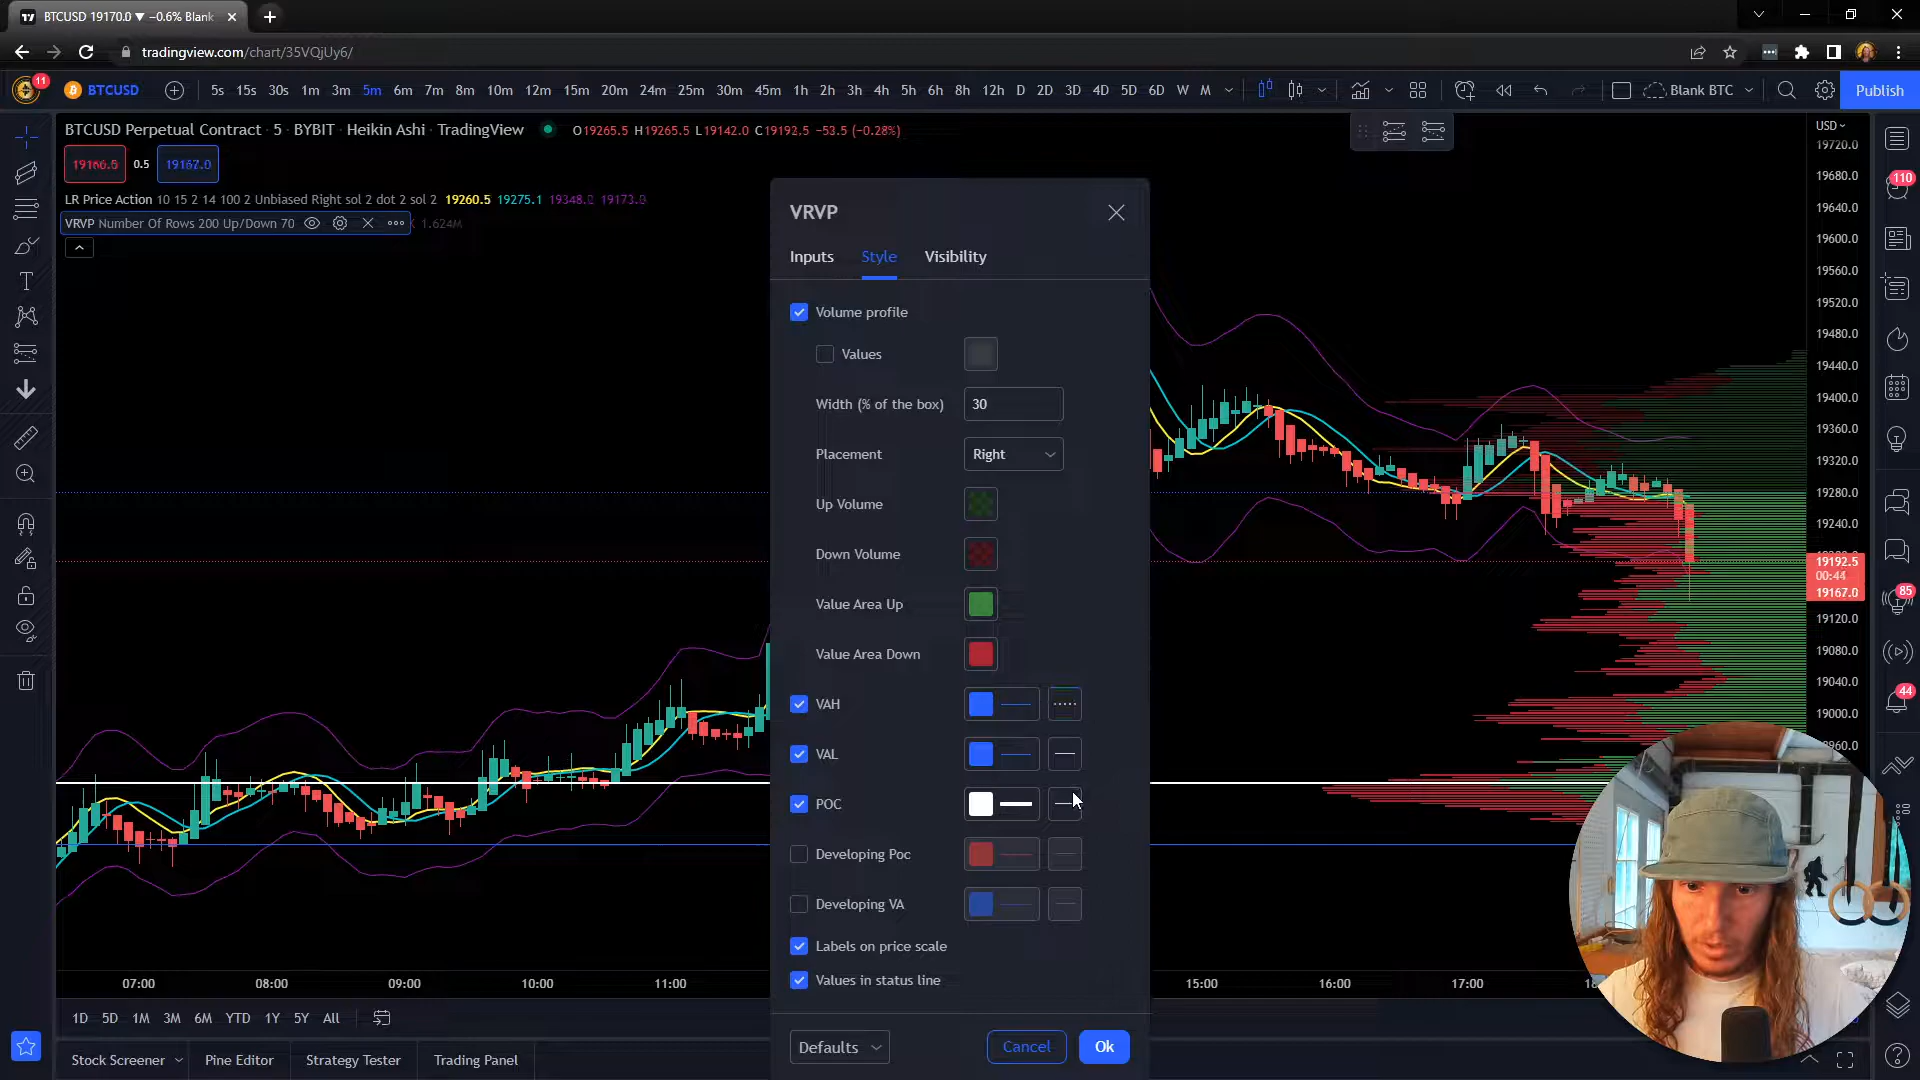 BTCUSD 19170.0 ▼ −0.6% Blank
tradingview.com/chart/35VQjUy6/
11
BTCUSD 5s 15s 30s 1m 3m 5m 6m 7m 8m 10m 12m 15m 20m 24m 25m 30m 45m 1h 2h 3h 4h 5h 6h 8h 12h D 2D 3D 4D 5D 6D W M Blank BTC Publish
BTCUSD Perpetual Contract · 5 · BYBIT · Heikin Ashi · TradingView O19265.5 H19265.5 L19142.0 C19192.5 −53.5 (−0.28%)
19166.5 0.5 19167.0
LR Price Action 10 15 2 14 100 2 Unbiased Right sol 2 dot 2 sol 2 19260.5 19275.1 19348.2 19173.0
VRVP Number Of Rows 200 Up/Down 70 1.624M
VRVP
Inputs Style Visibility
Volume profile
Values
Width (% of the box) 30
Placement Right
Up Volume
Down Volume
Value Area Up
Value Area Down
VAH
VAL
POC
Developing Poc
Developing VA
Labels on price scale
Values in status line
Defaults Cancel Ok
USD
19720.0
19680.0
19640.0
19600.0
19560.0
19520.0
19480.0
19440.0
19400.0
19360.0
19320.0
19280.0
19240.0
19192.5
00:44
19167.0
19120.0
19080.0
19040.0
19000.0
110
85
44
07:00 08:00 09:00 10:00 11:00 15:00 16:00 17:00
1D 5D 1M 3M 6M YTD 1Y 5Y All
Stock Screener Pine Editor Strategy Tester Trading Panel